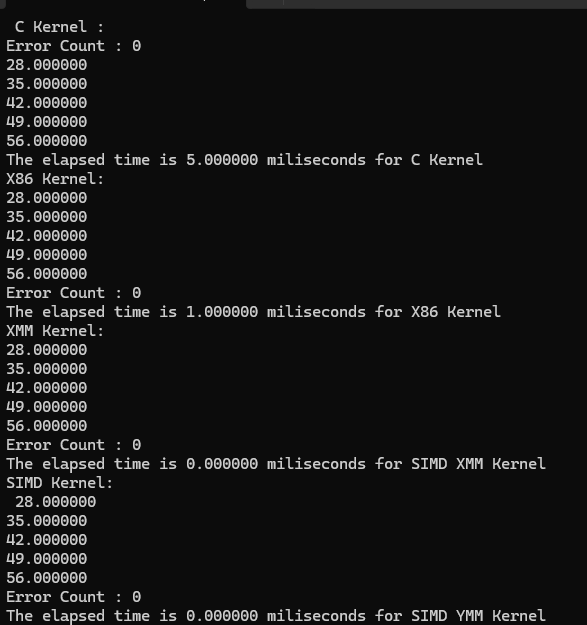 C Kernel :
Error Count : 0
28.000000
35.000000
42.000000
49.000000
56.000000
The elapsed time is 5.000000 miliseconds for C Kernel
X86 Kernel:
28.000000
35.000000
42.000000
49.000000
56.000000
Error Count : 0
The elapsed time is 1.000000 miliseconds for X86 Kernel
XMM Kernel:
28.000000
35.000000
42.000000
49.000000
56.000000
Error Count : 0
The elapsed time is 0.000000 miliseconds for SIMD XMM Kernel
SIMD Kernel:
28.000000
35.000000
42.000000
49.000000
56.000000
Error Count : 0
The elapsed time is 0.000000 miliseconds for SIMD YMM Kernel